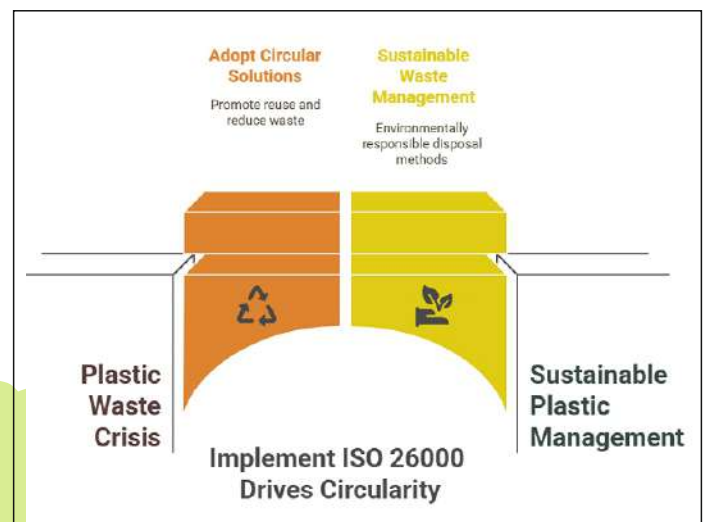 Adopt Circular
Solutions
Promote reuse and
reduce waste
Sustainable
Waste
Management
Environmentally
responsible disposal
methods
Plastic
Waste
Crisis
Sustainable
Plastic
Management
Implement ISO 26000
Drives Circularity